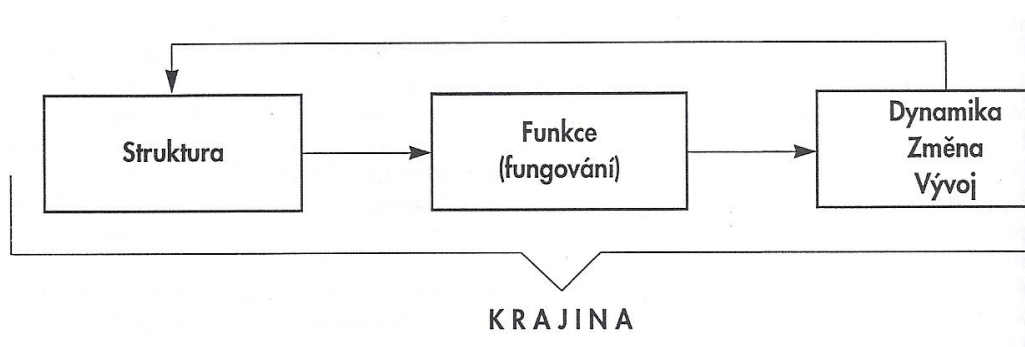 Struktura
Funkce
(fungování)
Dynamika
Změna
Vývoj
KRAJINA